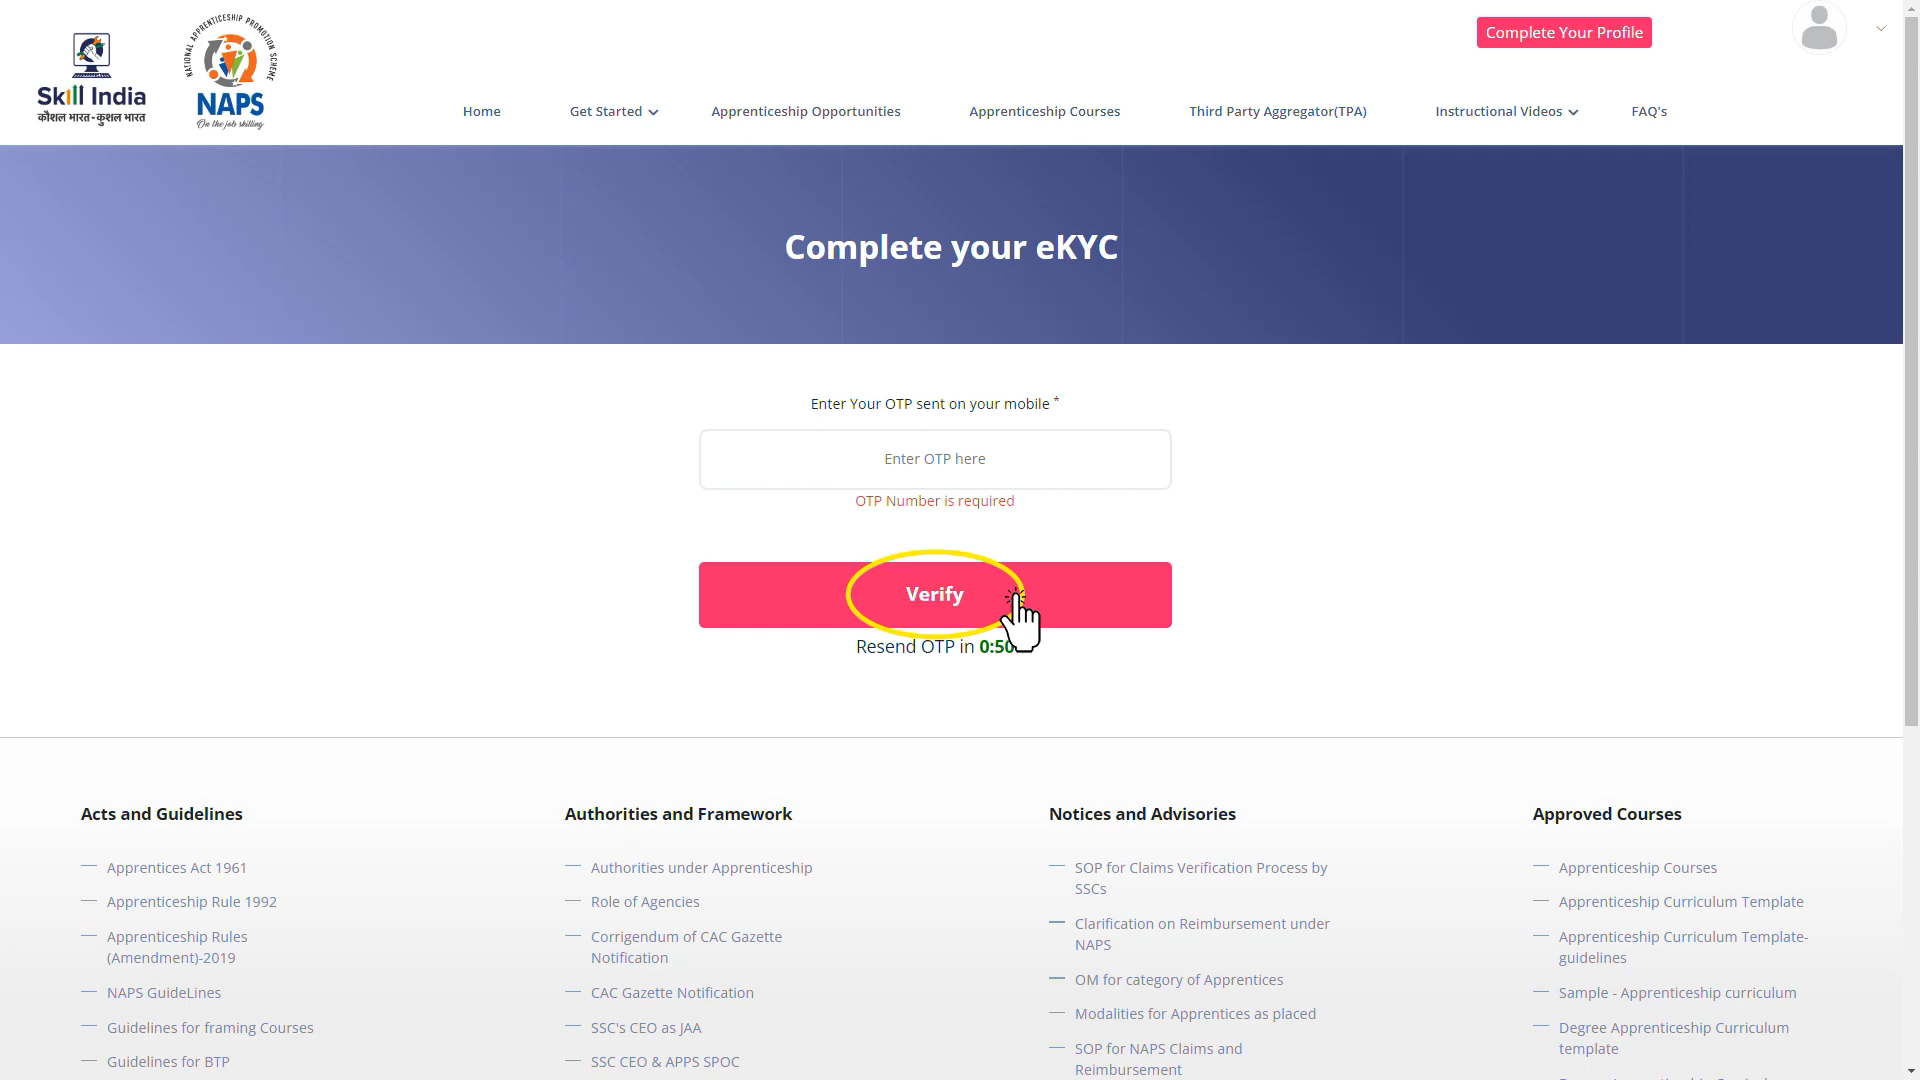 Complete Your Profile
NATIONAL APPRENTICESHIP PROMOTION SCHEME
Skill India
कौशल भारत-कुशल भारत
NAPS
On the job skilling
Home
Get Started
Apprenticeship Opportunities
Apprenticeship Courses
Third Party Aggregator(TPA)
Instructional Videos
FAQ's
Complete your eKYC
Enter Your OTP sent on your mobile *
Enter OTP here
OTP Number is required
Verify
Resend OTP in 0:50
Acts and Guidelines
Apprentices Act 1961
Apprenticeship Rule 1992
Apprenticeship Rules
(Amendment)-2019
NAPS GuideLines
Guidelines for framing Courses
Guidelines for BTP
Authorities and Framework
Authorities under Apprenticeship
Role of Agencies
Corrigendum of CAC Gazette
Notification
CAC Gazette Notification
SSC's CEO as JAA
SSC CEO & APPS SPOC
Notices and Advisories
SOP for Claims Verification Process by
SSCs
Clarification on Reimbursement under
NAPS
OM for category of Apprentices
Modalities for Apprentices as placed
SOP for NAPS Claims and
Reimbursement
Approved Courses
Apprenticeship Courses
Apprenticeship Curriculum Template
Apprenticeship Curriculum Template-
guidelines
Sample - Apprenticeship curriculum
Degree Apprenticeship Curriculum
template